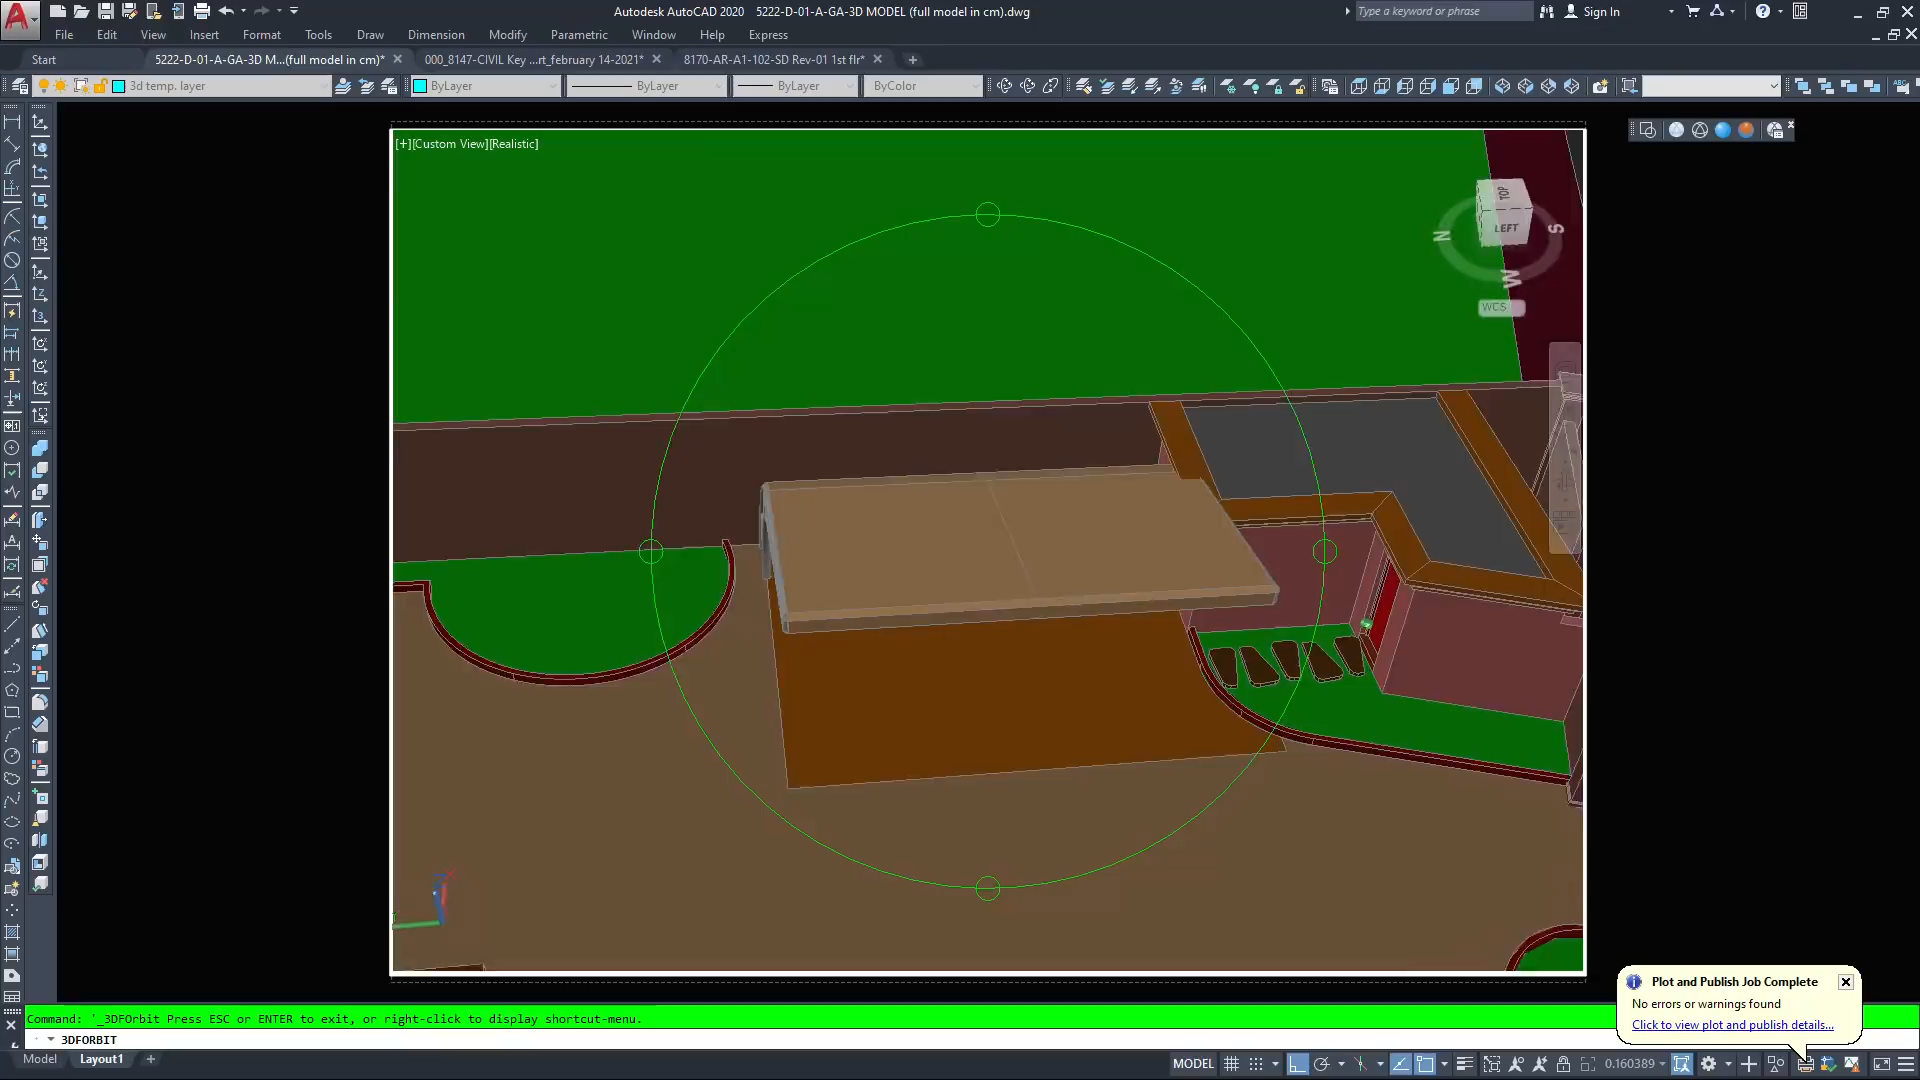 Autodesk AutoCAD 2020   5222-D-01-A-GA-3D MODEL (full model in cm).dwg
Type a keyword or phrase
Sign In
File Edit View Insert Format Tools Draw Dimension Modify Parametric Window Help Express
Start
5222-D-01-A-GA-3D M...(full model in cm)*
000_8147-CIVIL Key ...rt_february 14-2021*
8170-AR-A1-102-SD Rev-01 1st flr*
3d temp. layer
ByLayer
ByLayer
ByLayer
ByColor
[+][Custom View][Realistic]
TOP
LEFT
N
S
W
WCS
Plot and Publish Job Complete
No errors or warnings found
Click to view plot and publish details...
Command: '_3DFOrbit Press ESC or ENTER to exit, or right-click to display shortcut-menu.
3DFORBIT
Model
Layout1
MODEL
0.160389